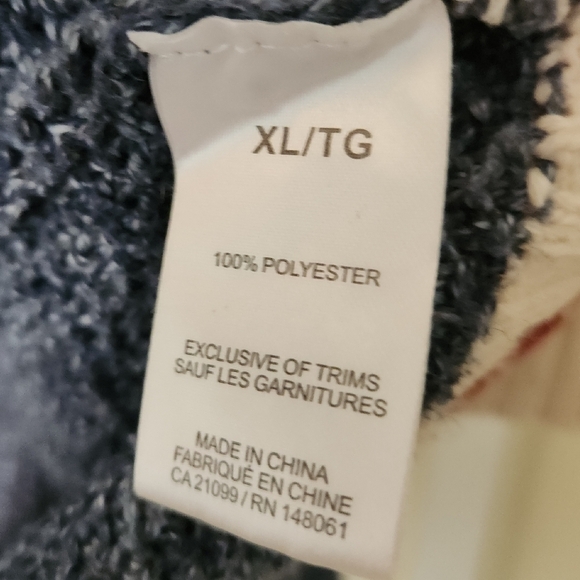 XL/TG
100% POLYESTER
EXCLUSIVE OF TRIMS
SAUF LES GARNITURES
MADE IN CHINA
FABRIQUÉ EN CHINE
CA 21099 / RN 148061